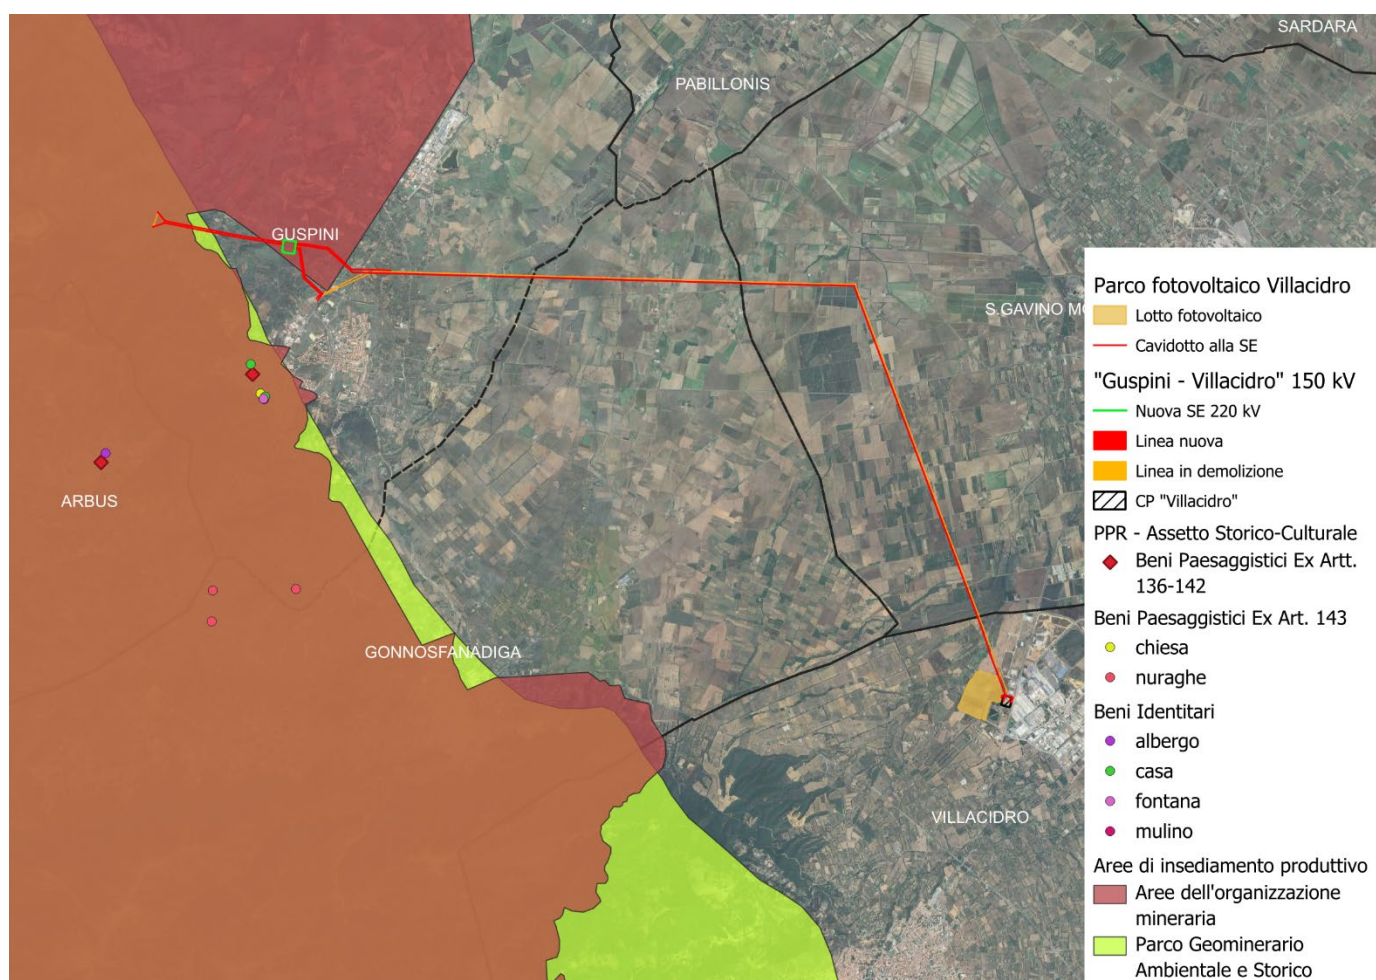 SARDARA
PABILLONIS
GUSPINI
S.GAVINO MO
ARBUS
GONNOSFANADIGA
VILLACIDRO
Parco fotovoltaico Villacidro
Lotto fotovoltaico
Cavidotto alla SE
"Guspini - Villacidro" 150 kV
Nuova SE 220 kV
Linea nuova
Linea in demolizione
CP "Villacidro"
PPR - Assetto Storico-Culturale
Beni Paesaggistici Ex Artt.
136-142
Beni Paesaggistici Ex Art. 143
chiesa
nuraghe
Beni Identitari
albergo
casa
fontana
mulino
Aree di insediamento produttivo
Aree dell'organizzazione
mineraria
Parco Geominerario
Ambientale e Storico